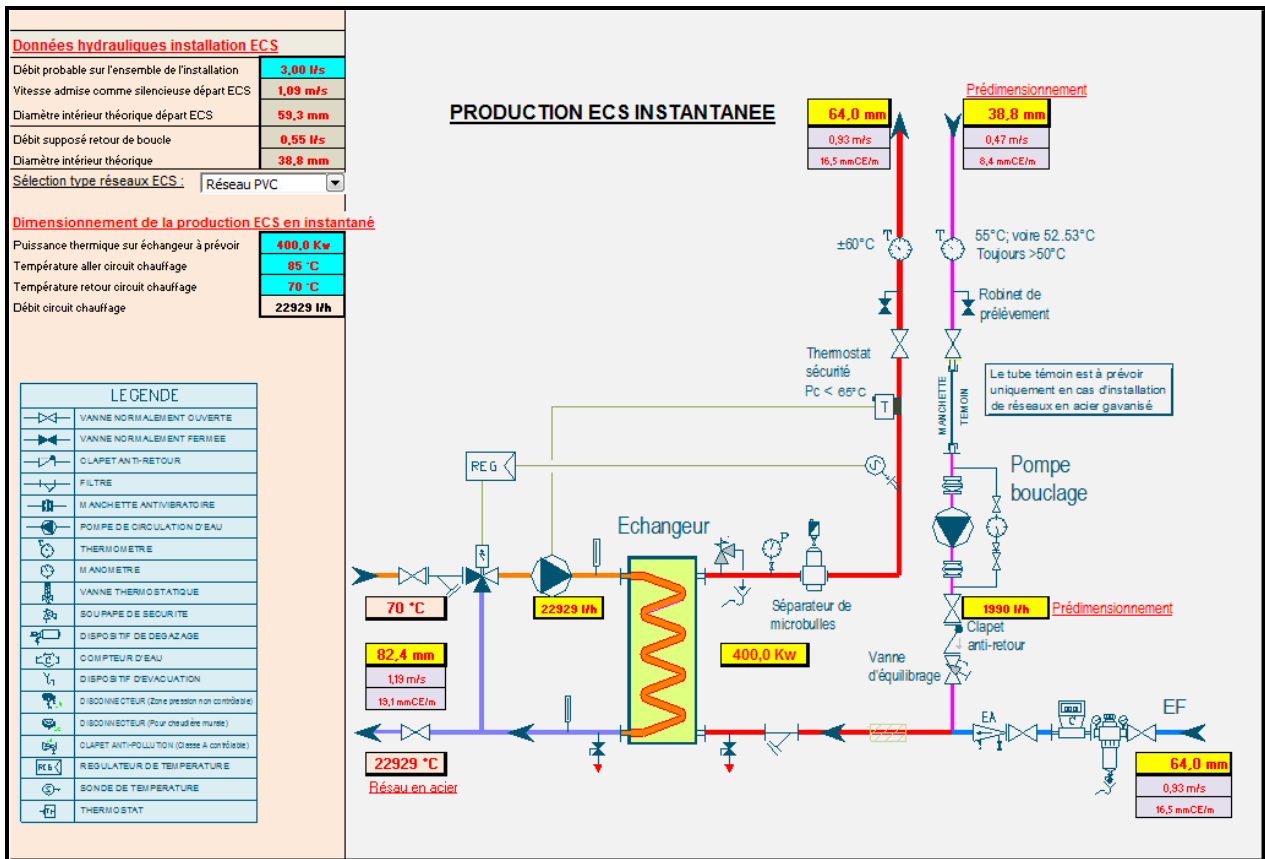 Données hydrauliques installation ECS
Débit probable sur l'ensemble de l'installation 3,00 l/s
Vitesse admise comme silencieuse départ ECS 1,09 m/s
Diamètre intérieur théorique départ ECS 59,3 mm
Débit supposé retour de boucle 0,55 l/s
Diamètre intérieur théorique 38,8 mm
Sélection type réseaux ECS : Réseau PVC
Dimensionnement de la production ECS en instantané
Puissance thermique sur échangeur à prévoir 400,0 Kw
Température aller circuit chauffage 85 °C
Température retour circuit chauffage 70 °C
Débit circuit chauffage 22929 l/h
LEGENDE
VANNE NORMALEMENT OUVERTE
VANNE NORMALEMENT FERMEE
CLAPET ANTI-RETOUR
FILTRE
MANCHETTE ANTIVIBRATOIRE
POMPE DE CIRCULATION D'EAU
THERMOMETRE
MANOMETRE
VANNE THERMOSTATIQUE
SOUPAPE DE SECURITE
DISPOSITIF DE DEGAZAGE
C COMPTEUR D'EAU
DISPOSITIF D'EVACUATION
DISCONNECTEUR (Zone pression non contrôlable)
DISCONNECTEUR (Pour chaudière murale)
CLAPET ANTI-POLLUTION (Classe A contrôlable)
REG REGULATEUR DE TEMPERATURE
S SONDE DE TEMPERATURE
T THERMOSTAT
PRODUCTION ECS INSTANTANEE
64,0 mm
0,93 m/s
16,5 mmCE/m
Prédimensionnement
38,8 mm
0,47 m/s
8,4 mmCE/m
±60°C
T
T
55°C; voire 52..53°C
Toujours >50°C
Robinet de
prélèvement
Thermostat
sécurité
Pc < 65°C
T
MANCHETTE
TEMOIN
Le tube témoin est à prévoir
uniquement en cas d'installation
de réseaux en acier gavanisé
REG
S
Pompe
bouclage
Echangeur
P
Séparateur de
microbulles
70 °C
22929 l/h
1990 l/h
Prédimensionnement
Clapet
anti-retour
82,4 mm
1,19 m/s
19,1 mmCE/m
400,0 Kw
Vanne
d'équilibrage
EA
C
EF
22929 °C
Résau en acier
64,0 mm
0,93 m/s
16,5 mmCE/m